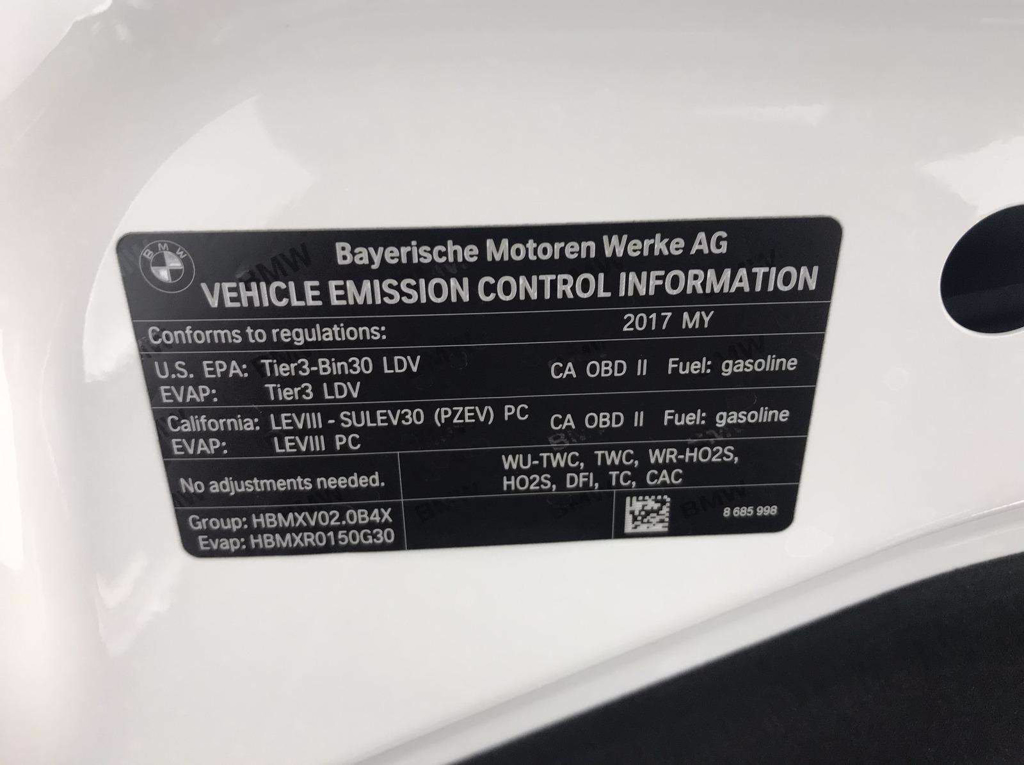 BMW
Bayerische Motoren Werke AG
VEHICLE EMISSION CONTROL INFORMATION
Conforms to regulations: 2017 MY
U.S. EPA: Tier3-Bin30 LDV CA OBD II Fuel: gasoline
EVAP: Tier3 LDV
California: LEVIII - SULEV30 (PZEV) PC CA OBD II Fuel: gasoline
EVAP: LEVIII PC
No adjustments needed.
WU-TWC, TWC, WR-HO2S,
HO2S, DFI, TC, CAC
Group: HBMXV02.0B4X
Evap: HBMXR0150G30
8 685 998